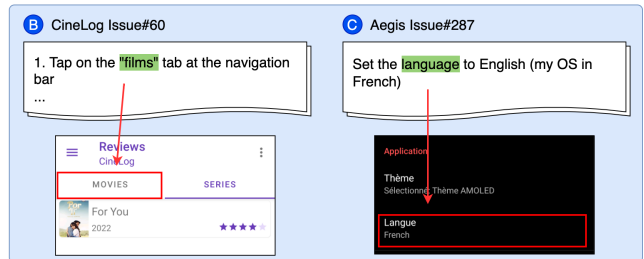 B CineLog Issue#60
1. Tap on the "films" tab at the navigation
bar
...
Reviews
CineLog
MOVIES SERIES
For You
2022
C Aegis Issue#287
Set the language to English (my OS in
French)
Application
Thème
Sélectionné: Thème AMOLED
Langue
French